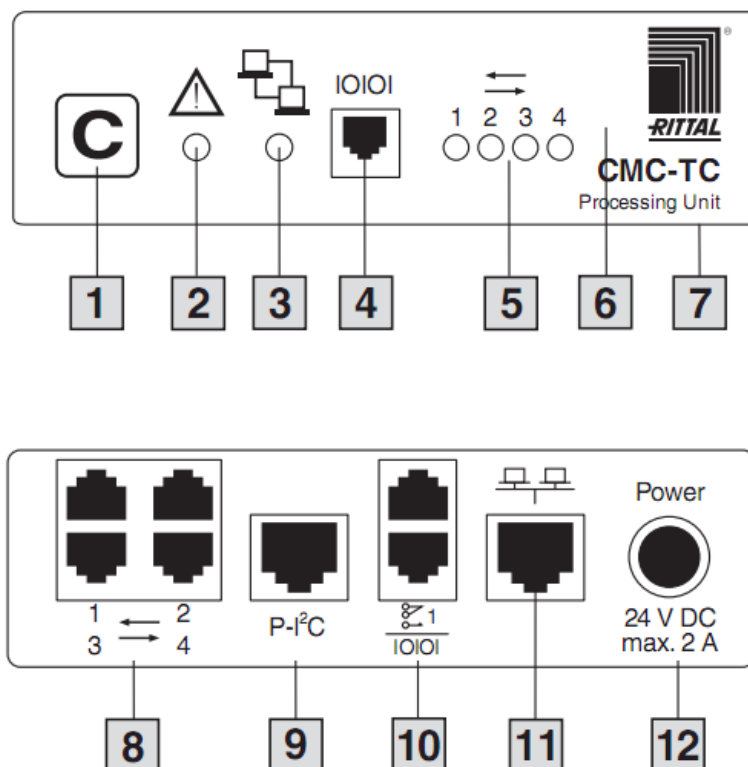 ®
C
IOIOI
1 2 3 4
RITTAL
CMC-TC
Processing Unit
1 2 3 4 5 6 7
Power
1 2
3 4
P-I²C
1
IOIOI
24 V DC
max. 2 A
8 9 10 11 12